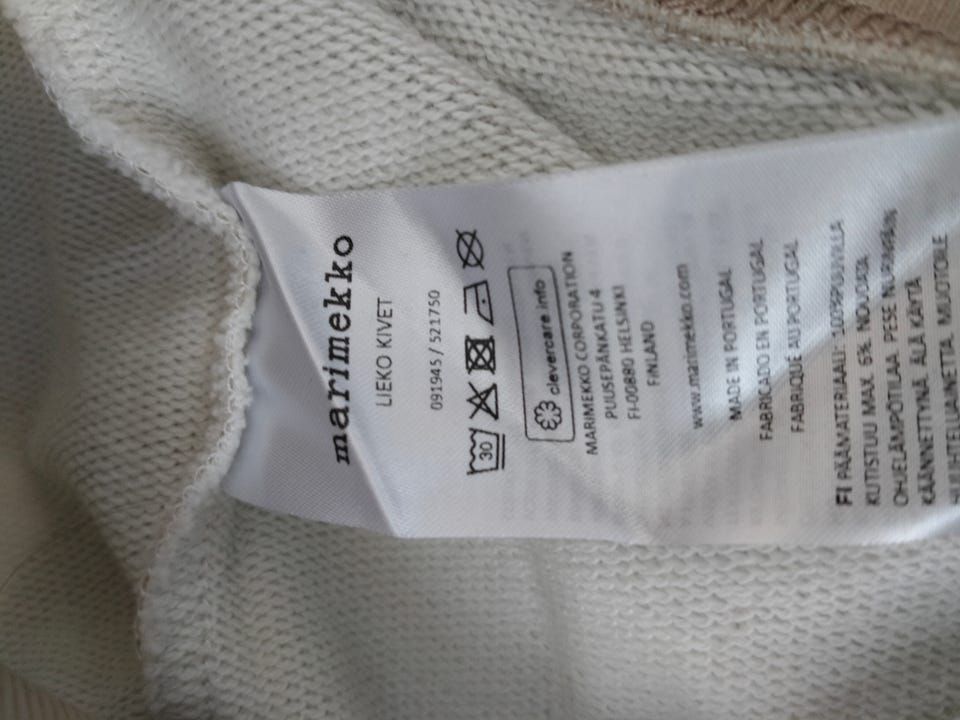 marimekko
LIEKO KIVET
091945 / 521750
30
clevercare.info
MARIMEKKO CORPORATION
PUUSEPÄNKATU 4
FI-00880 HELSINKI
FINLAND
www.marimekko.com
MADE IN PORTUGAL
FABRICADO EN PORTUGAL
FABRIQUÉ AU PORTUGAL
FI PÄÄMATERIAALI: 100%PUUVILLA
KUTISTUU MAX. 6%. NOUDATA
OHJELÄMPÖTILAA. PESE NURINPÄIN
KÄÄNNETTYNÄ. ÄLÄ KÄYTÄ
HUUHTELUAINETTA. MUOTOILE